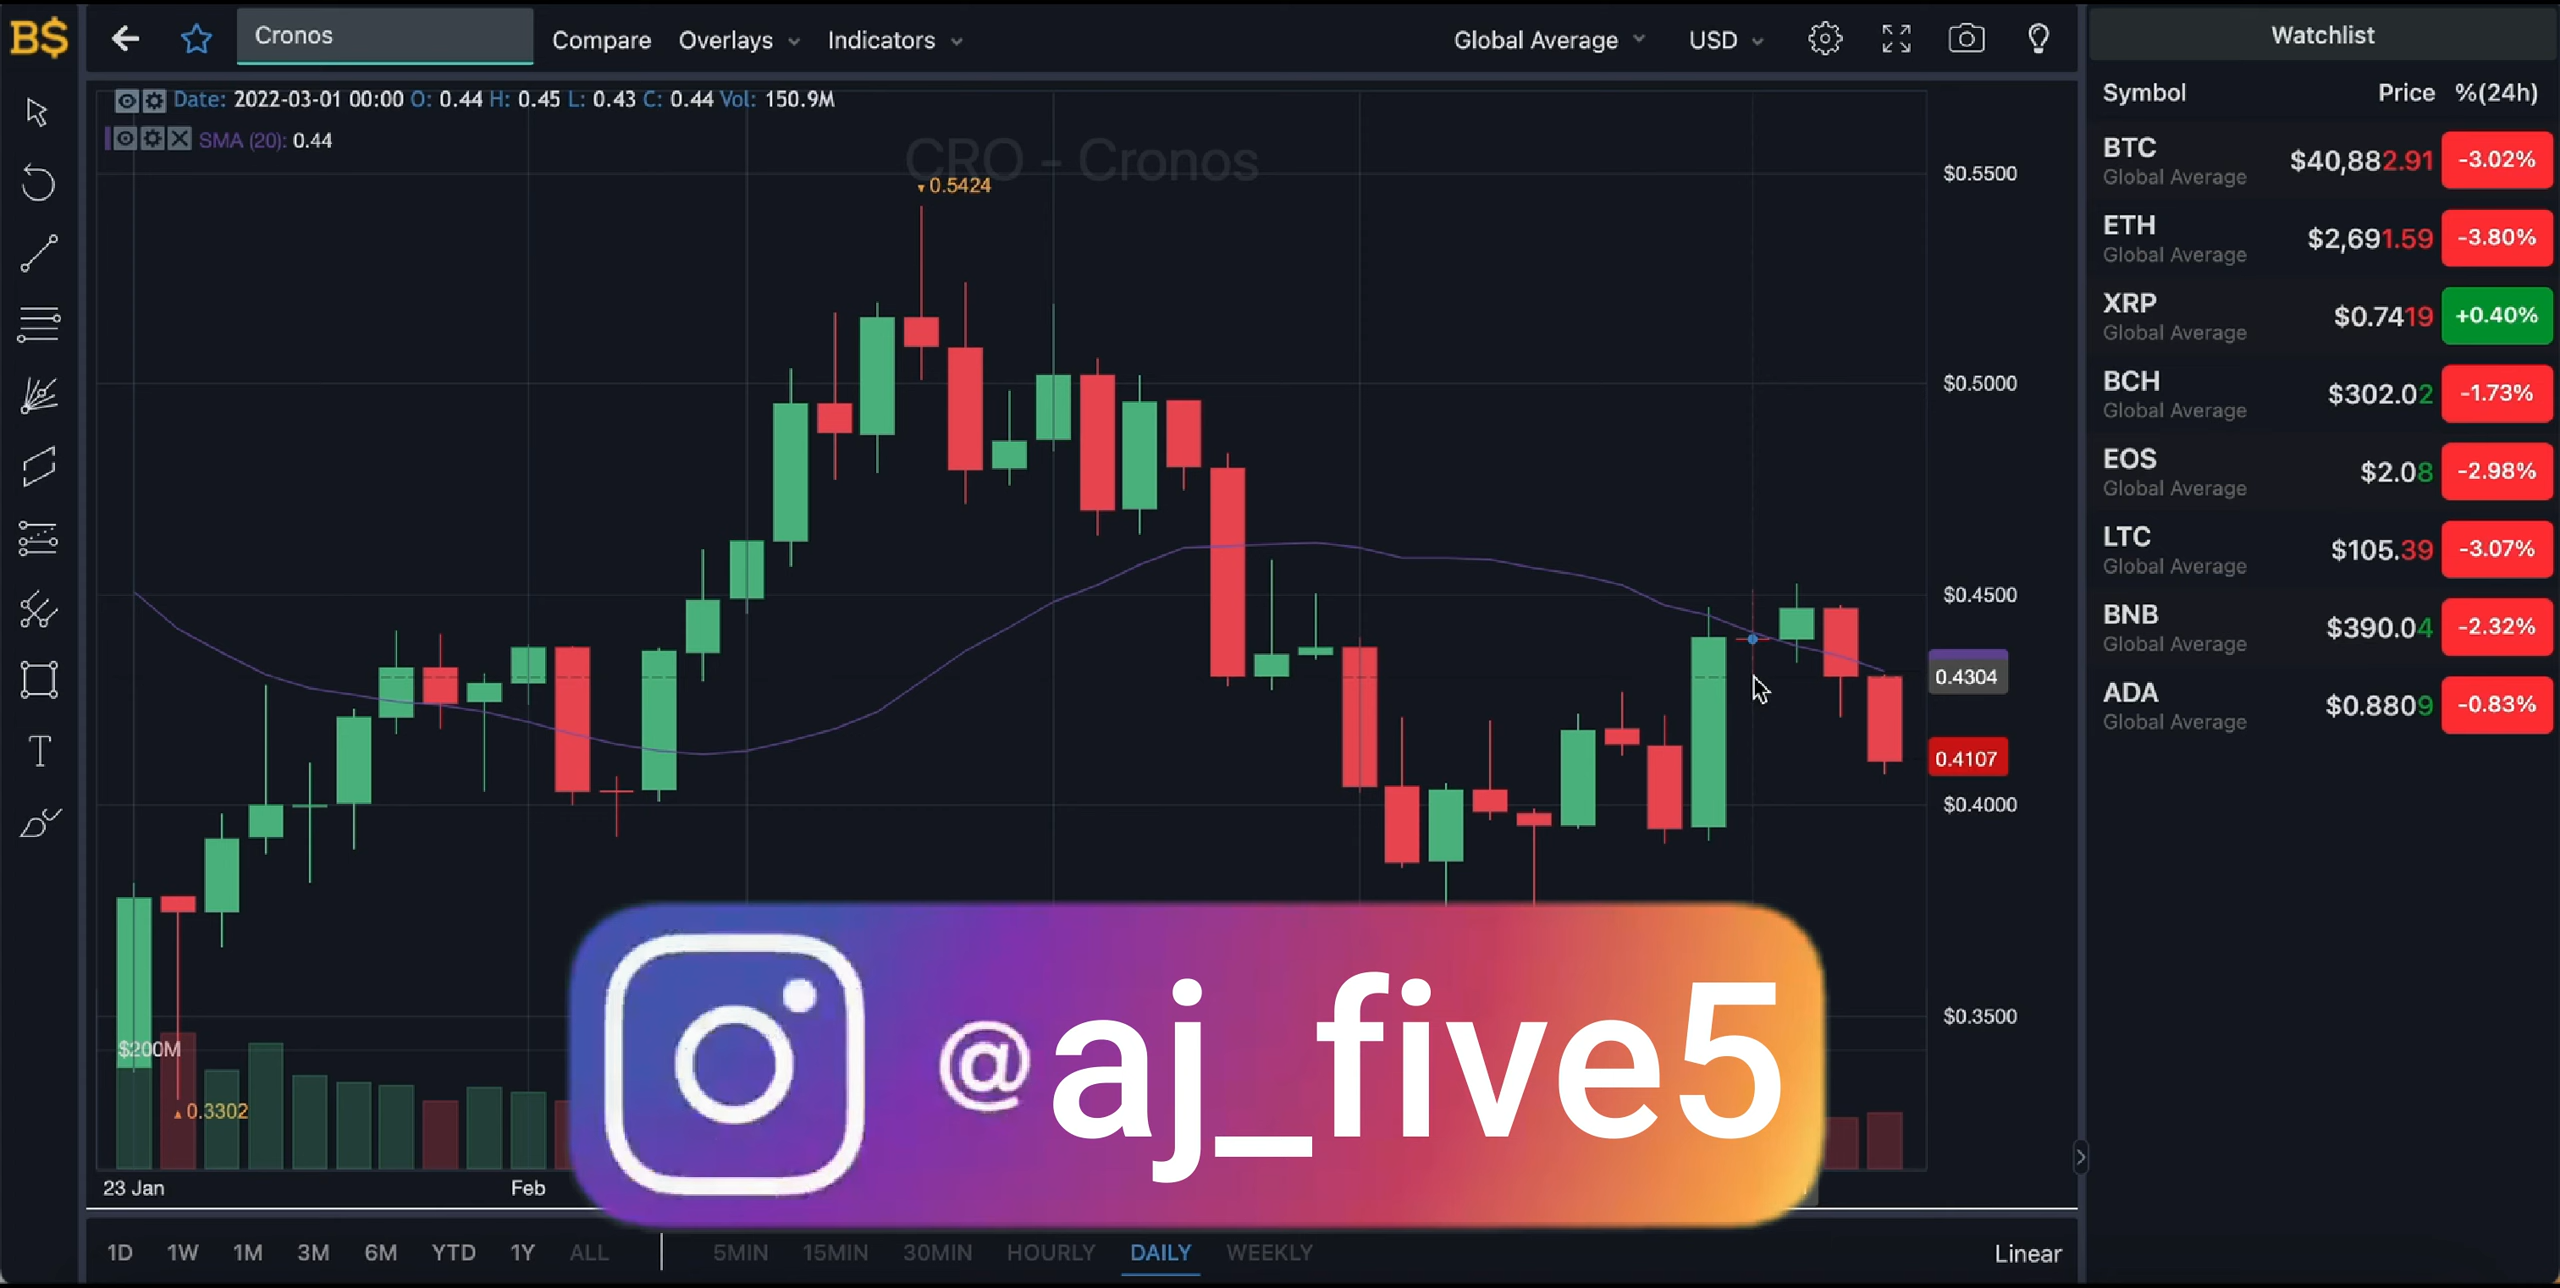 B$
Cronos
Compare Overlays Indicators
Global Average USD
Date: 2022-03-01 00:00 O: 0.44 H: 0.45 L: 0.43 C: 0.44 Vol: 150.9M
SMA (20): 0.44
CRO - Cronos
0.5424
$0.5500
$0.5000
$0.4500
0.4304
0.4107
$0.4000
$0.3500
$200M
0.3302
23 Jan Feb
@aj_five5
1D 1W 1M 3M 6M YTD 1Y ALL 5MIN 15MIN 30MIN HOURLY DAILY WEEKLY Linear
T
Watchlist
Symbol Price %(24h)
BTC $40,882.91 -3.02%
Global Average
ETH $2,691.59 -3.80%
Global Average
XRP $0.7419 +0.40%
Global Average
BCH $302.02 -1.73%
Global Average
EOS $2.08 -2.98%
Global Average
LTC $105.39 -3.07%
Global Average
BNB $390.04 -2.32%
Global Average
ADA $0.8809 -0.83%
Global Average